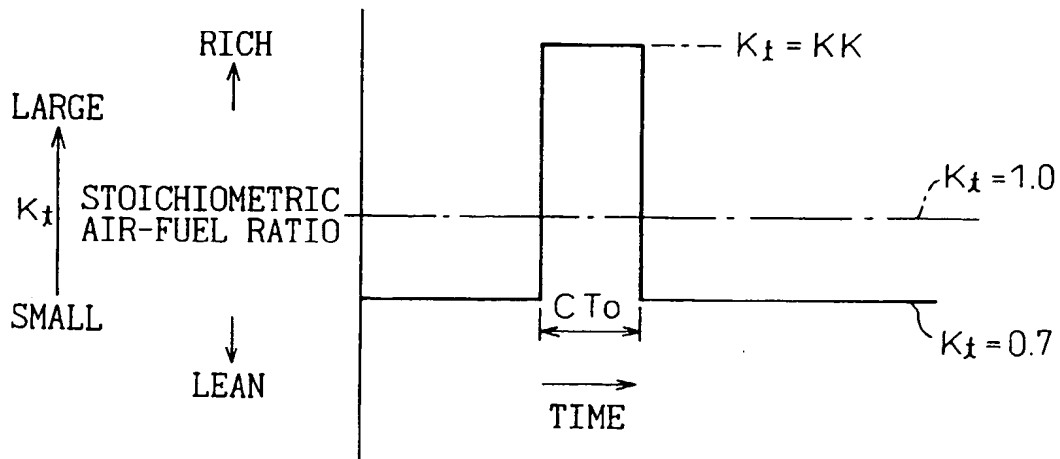 RICH
Kt = KK
LARGE
Kt
STOICHIOMETRIC
AIR-FUEL RATIO
Kt = 1.0
SMALL
CTo
Kt = 0.7
LEAN
TIME